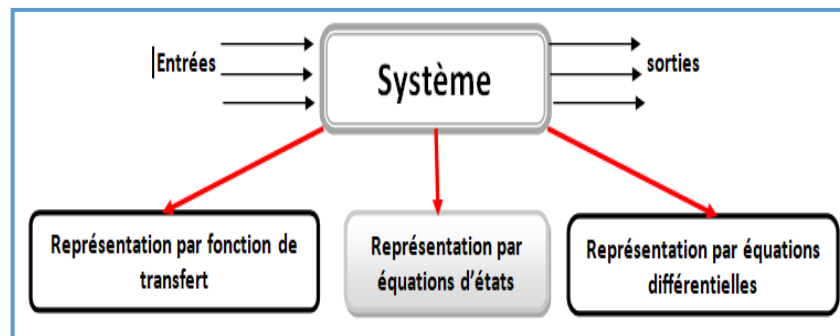 Entrées
Système
sorties
Représentation par fonction de
transfert
Représentation par
équations d'états
Représentation par équations
différentielles